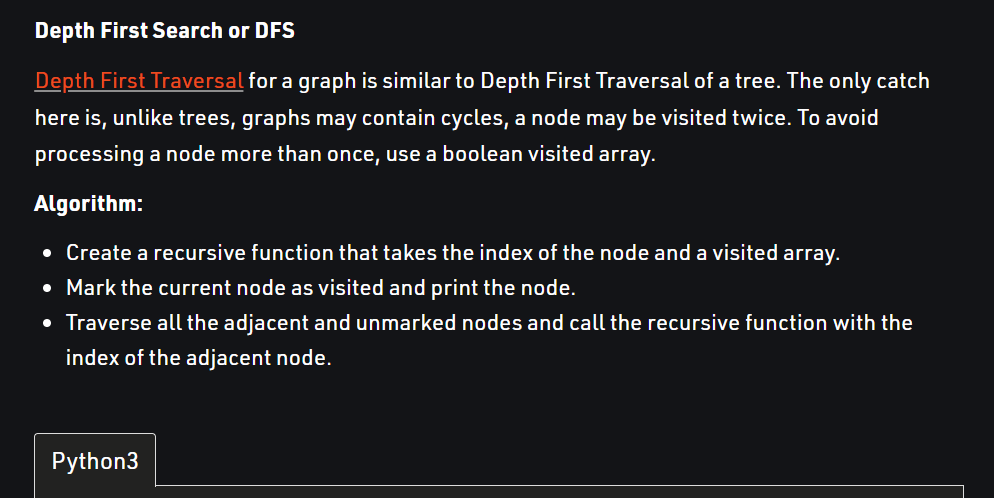 Depth First Search or DFS
Depth First Traversal for a graph is similar to Depth First Traversal of a tree. The only catch
here is, unlike trees, graphs may contain cycles, a node may be visited twice. To avoid
processing a node more than once, use a boolean visited array.
Algorithm:
• Create a recursive function that takes the index of the node and a visited array.
• Mark the current node as visited and print the node.
• Traverse all the adjacent and unmarked nodes and call the recursive function with the
index of the adjacent node.
Python3